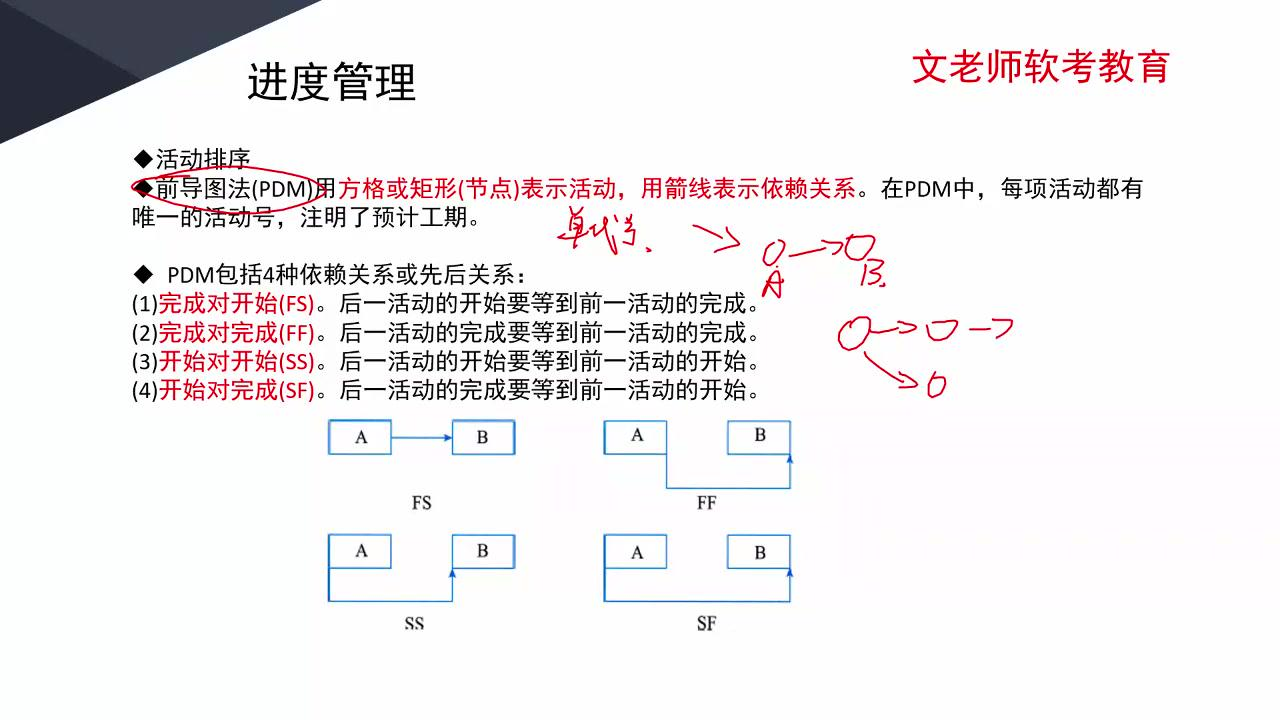 进度管理
文老师软考教育
◆活动排序
◆前导图法(PDM)用方格或矩形(节点)表示活动，用箭线表示依赖关系。在PDM中，每项活动都有
唯一的活动号，注明了预计工期。
单代号
A
B
◆ PDM包括4种依赖关系或先后关系：
(1)完成对开始(FS)。后一活动的开始要等到前一活动的完成。
(2)完成对完成(FF)。后一活动的完成要等到前一活动的完成。
(3)开始对开始(SS)。后一活动的开始要等到前一活动的开始。
(4)开始对完成(SF)。后一活动的完成要等到前一活动的开始。
A B
FS
A B
FF
A B
SS
A B
SF